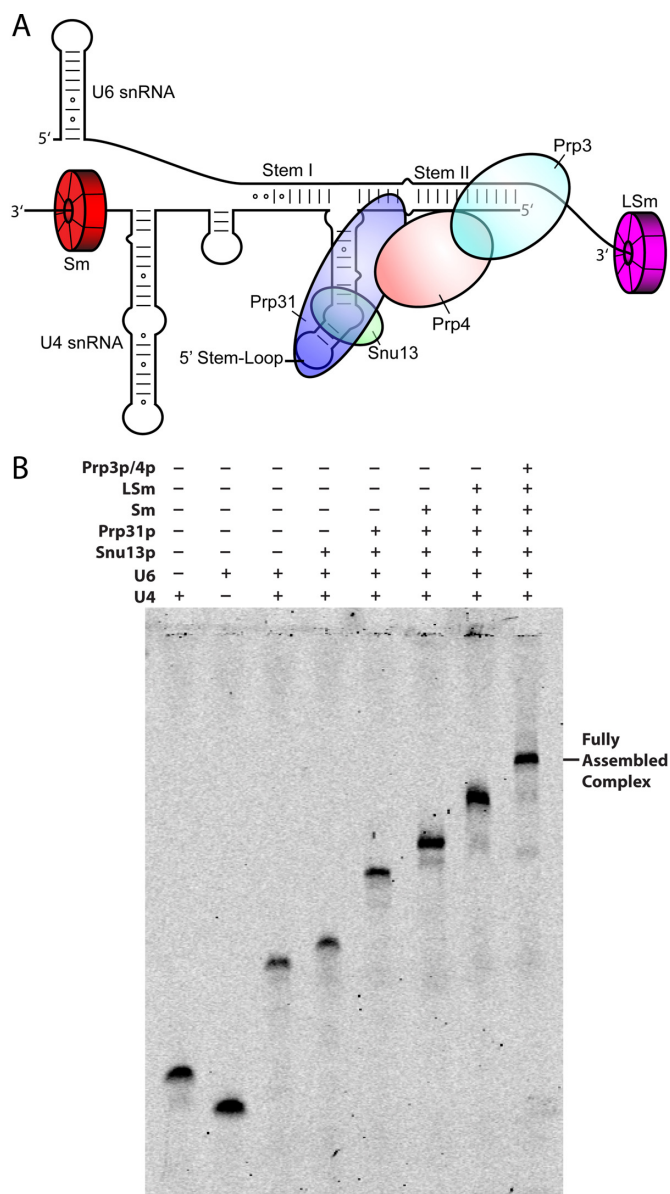 A
U6 snRNA
5'
Stem I
Stem II
Prp3
3'
5'
LSm
3'
Sm
Prp31
Prp4
U4 snRNA
Snu13
5' Stem-Loop
B
Prp3p/4p – – – – – – – +
LSm – – – – – – + +
Sm – – – – – + + +
Prp31p – – – – + + + +
Snu13p – – – + + + + +
U6 – + + + + + + +
U4 + – + + + + + +
Fully
Assembled
Complex